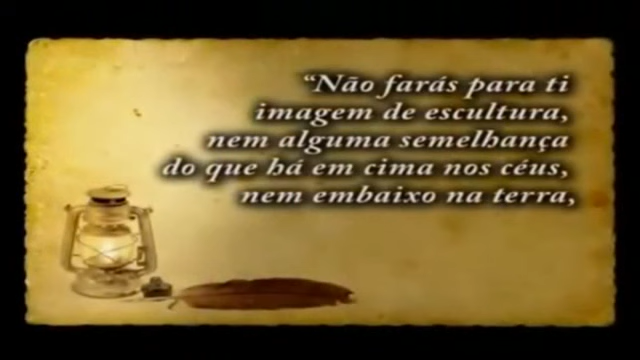 “Não farás para ti
imagem de escultura,
nem alguma semelhança
do que há em cima nos céus,
nem embaixo na terra,